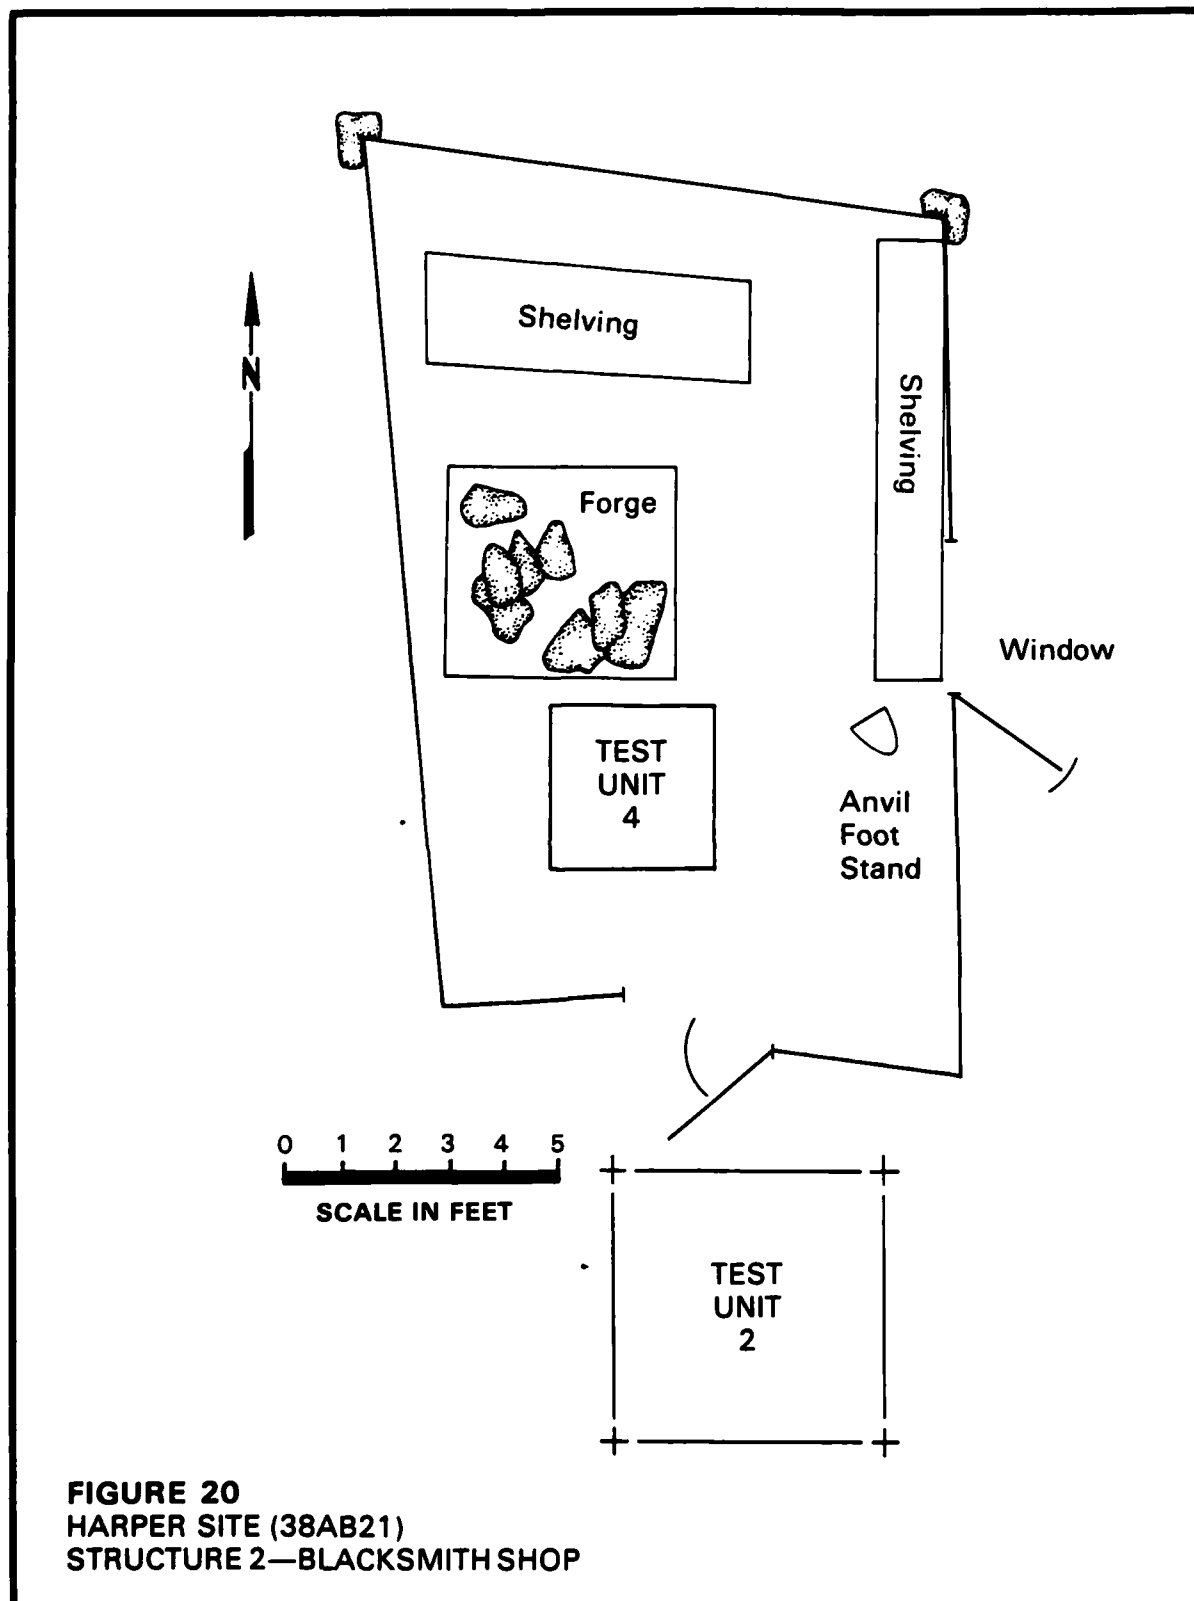 N
Shelving
Shelving
Forge
Window
TEST
UNIT
4
Anvil
Foot
Stand
0 1 2 3 4 5
SCALE IN FEET
TEST
UNIT
2
FIGURE 20
HARPER SITE (38AB21)
STRUCTURE 2—BLACKSMITH SHOP